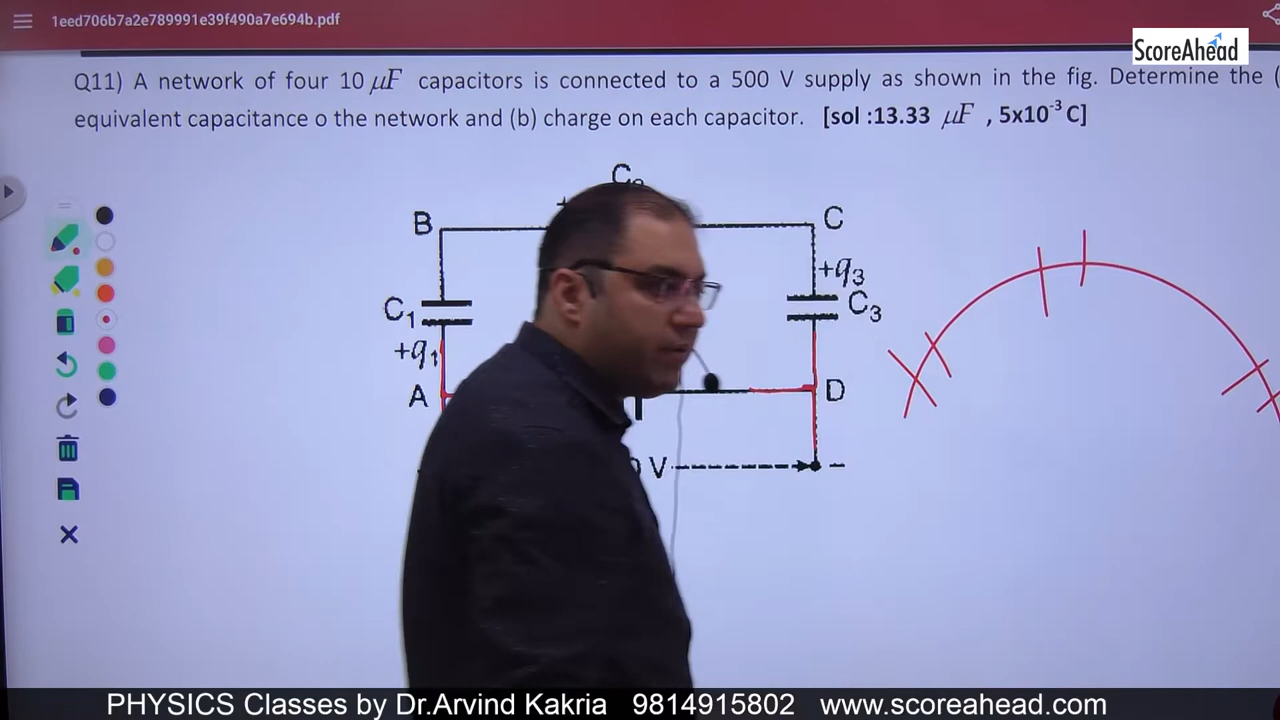 1eed706b7a2e789991e39f490a7e694b.pdf
ScoreAhead
Q11) A network of four 10 μF capacitors is connected to a 500 V supply as shown in the fig. Determine the (
equivalent capacitance o the network and (b) charge on each capacitor. [sol :13.33 μF , 5x10⁻³ C]
B
C
+q₃
C₁
C₃
+q₁
A
D
V
−
PHYSICS Classes by Dr.Arvind Kakria 9814915802 www.scoreahead.com